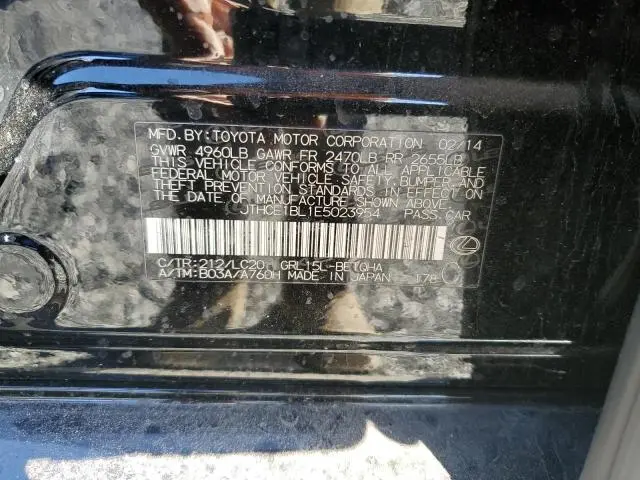 MFD. BY: TOYOTA MOTOR CORPORATION 02/14
GVWR 4960LB GAWR FR 2470LB RR 2655LB
THIS VEHICLE CONFORMS TO ALL APPLICABLE
FEDERAL MOTOR VEHICLE SAFETY, BUMPER, AND
THEFT PREVENTION STANDARDS IN EFFECT ON
THE DATE OF MANUFACTURE SHOWN ABOVE.
JTHCE1BL1E5023954 PASS. CAR
C/TR: 212/LC20 GRL15L-BETQHA
A/TM: B03A/A760H MADE IN JAPAN J78